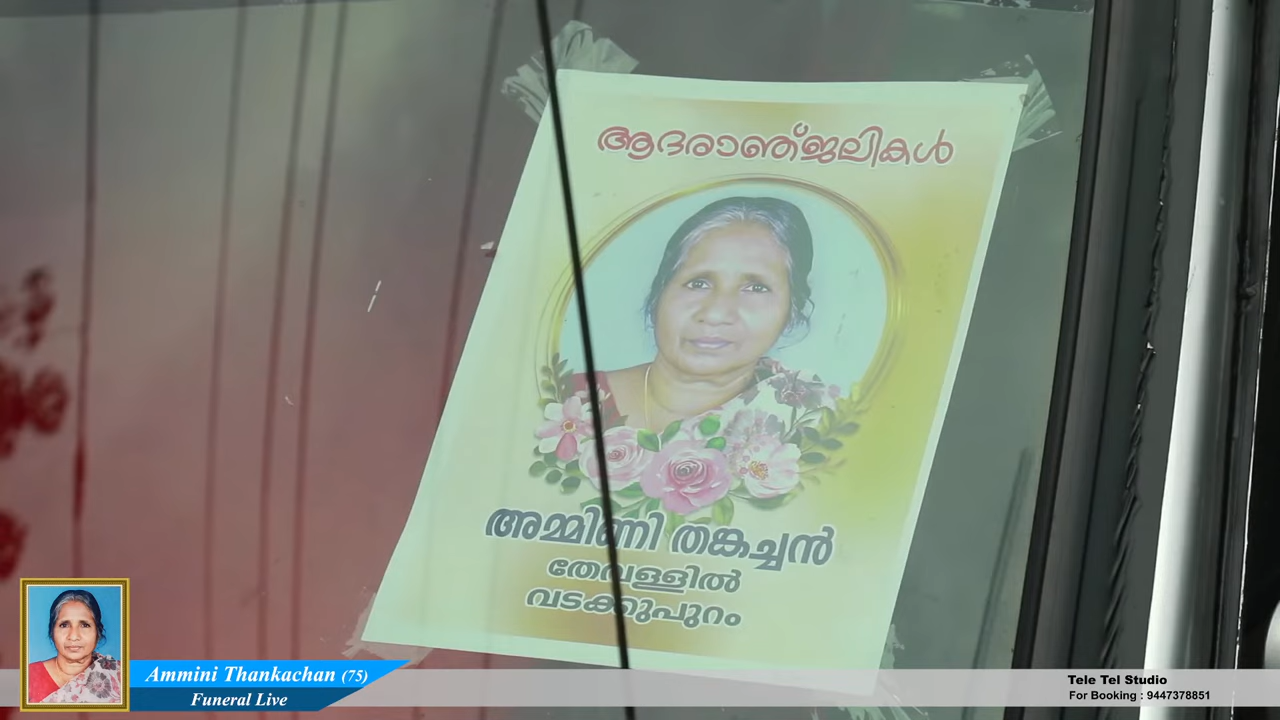 ആദരാഞ്ജലികൾ
അമ്മിണി തങ്കച്ചൻ
തേവള്ളിൽ
വടക്കുപുറം
Ammini Thankachan (75)
Funeral Live
Tele Tel Studio
For Booking : 9447378851